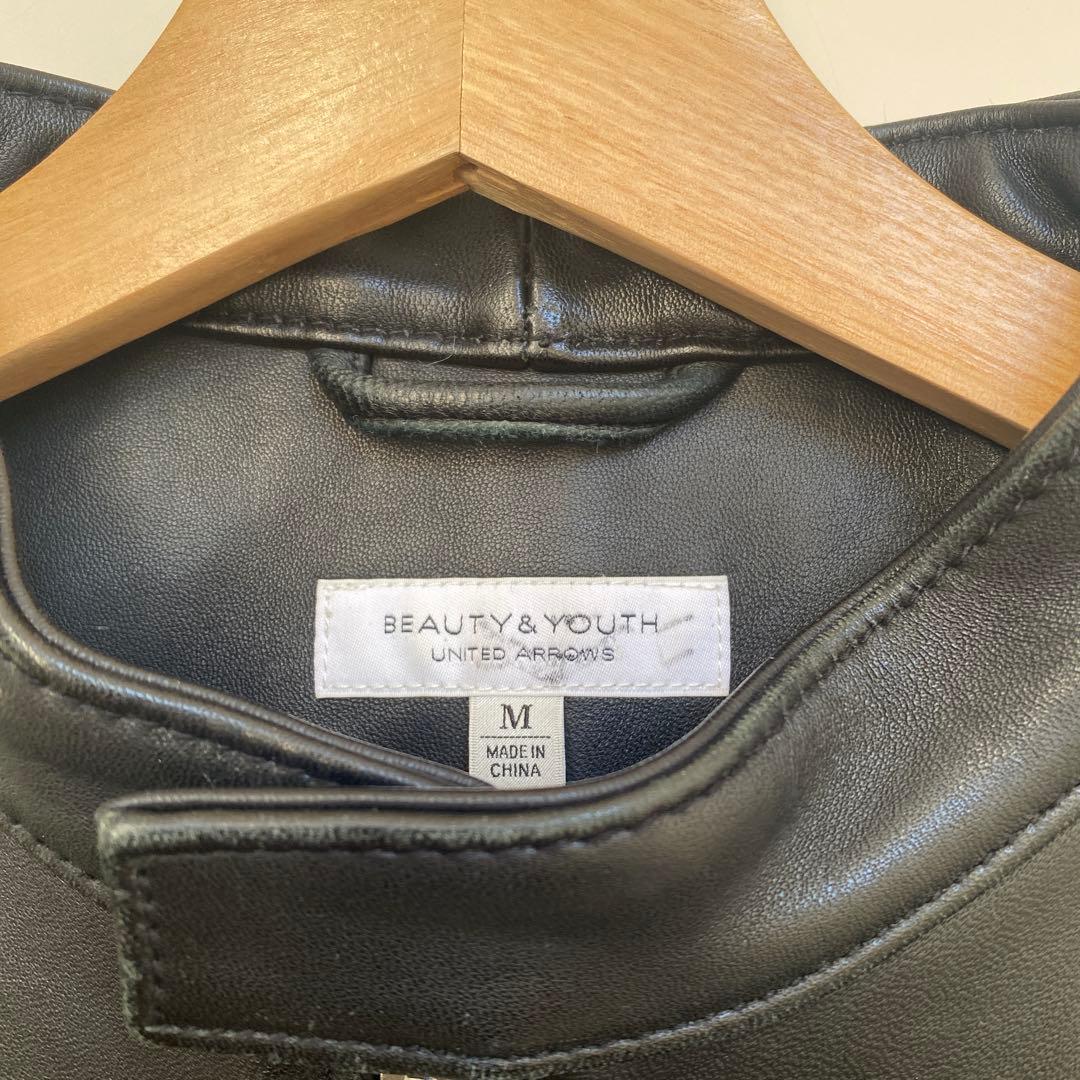 BEAUTY & YOUTH
UNITED ARROWS
M
MADE IN
CHINA